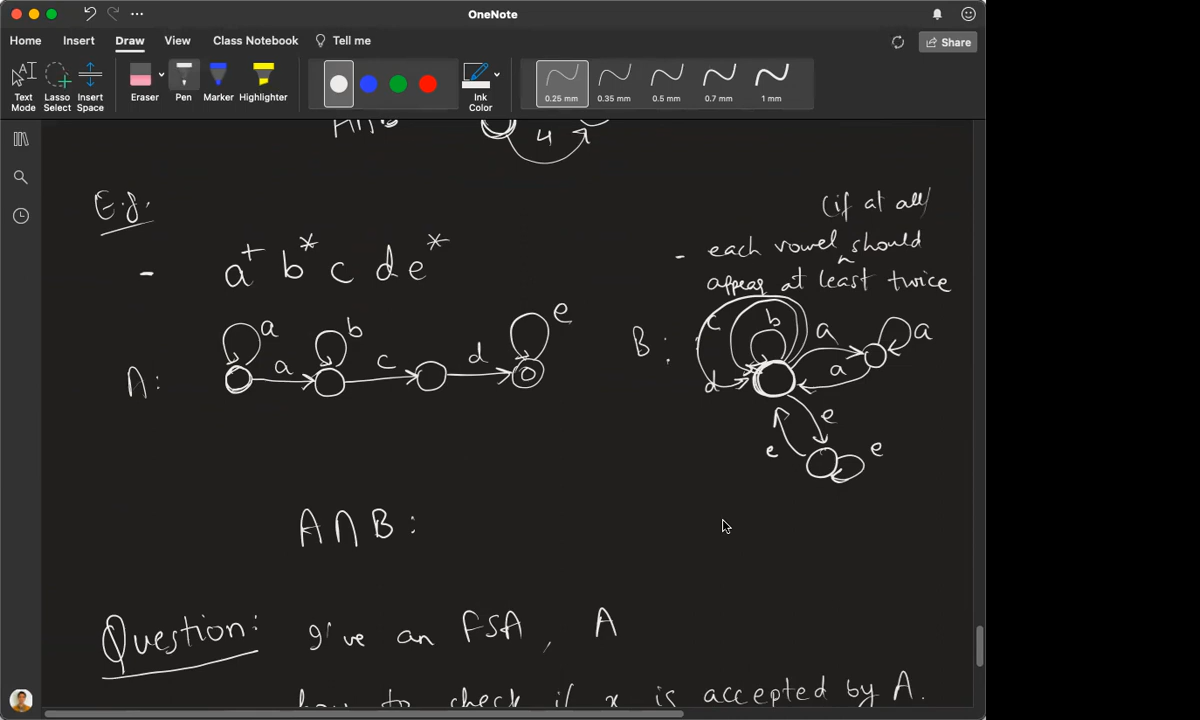 OneNote
Home Insert Draw View Class Notebook Tell me
Share
Text Mode
Lasso Select
Insert Space
Eraser
Pen
Marker
Highlighter
Ink Color
0.25 mm 0.35 mm 0.5 mm 0.7 mm 1 mm
A∩B
4
E.g.
(if at all)
- each vowel ^ should
appear at least twice
- a⁺ b* c d e*
A:
a a b c d e
B:
c b d a a a
e e e
A∩B:
Question: give an FSA, A
how to check if x is accepted by A.